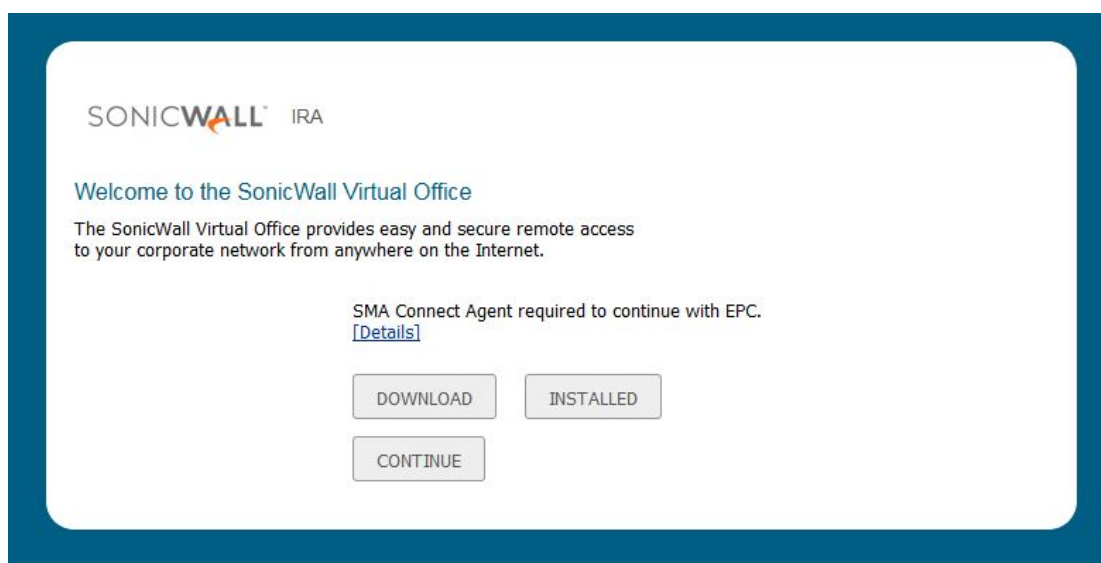 SONICWALL™ IRA
Welcome to the SonicWall Virtual Office
The SonicWall Virtual Office provides easy and secure remote access
to your corporate network from anywhere on the Internet.
SMA Connect Agent required to continue with EPC.
[Details]
DOWNLOAD INSTALLED
CONTINUE